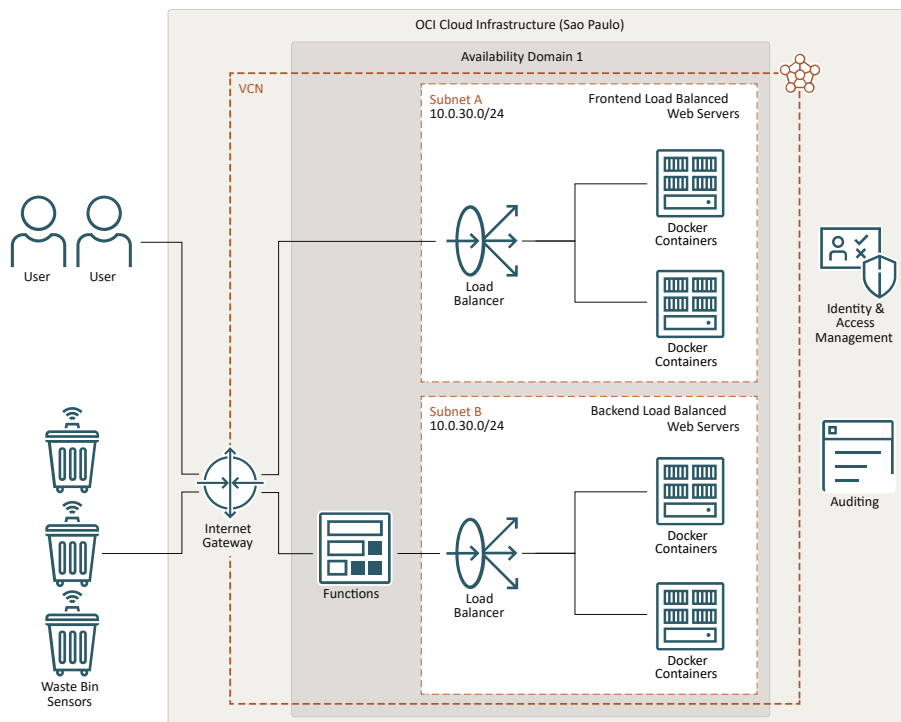 OCI Cloud Infrastructure (Sao Paulo)
Availability Domain 1
VCN
Subnet A
10.0.30.0/24
Frontend Load Balanced
Web Servers
Docker
Containers
Load
Balancer
Docker
Containers
User
User
Identity &
Access
Management
Subnet B
10.0.30.0/24
Backend Load Balanced
Web Servers
Docker
Containers
Auditing
Internet
Gateway
Functions
Load
Balancer
Docker
Containers
Waste Bin
Sensors